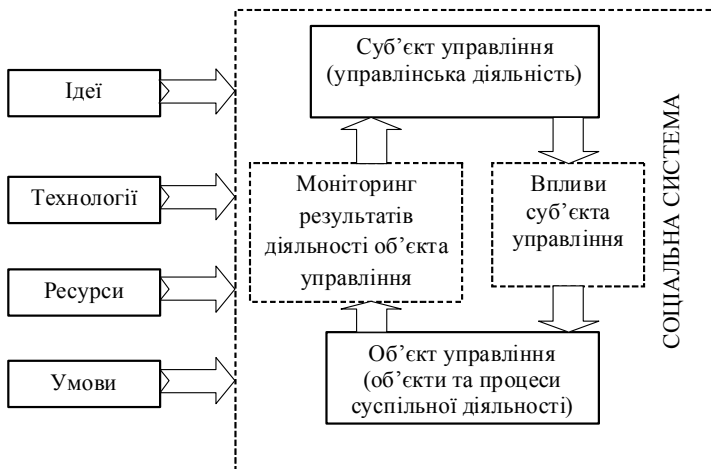 Ідеї
Технології
Ресурси
Умови
Суб’єкт управління
(управлінська діяльність)
Моніторинг
результатів
діяльності об’єкта
управління
Впливи
суб’єкта
управління
Об’єкт управління
(об’єкти та процеси
суспільної діяльності)
СОЦІАЛЬНА СИСТЕМА